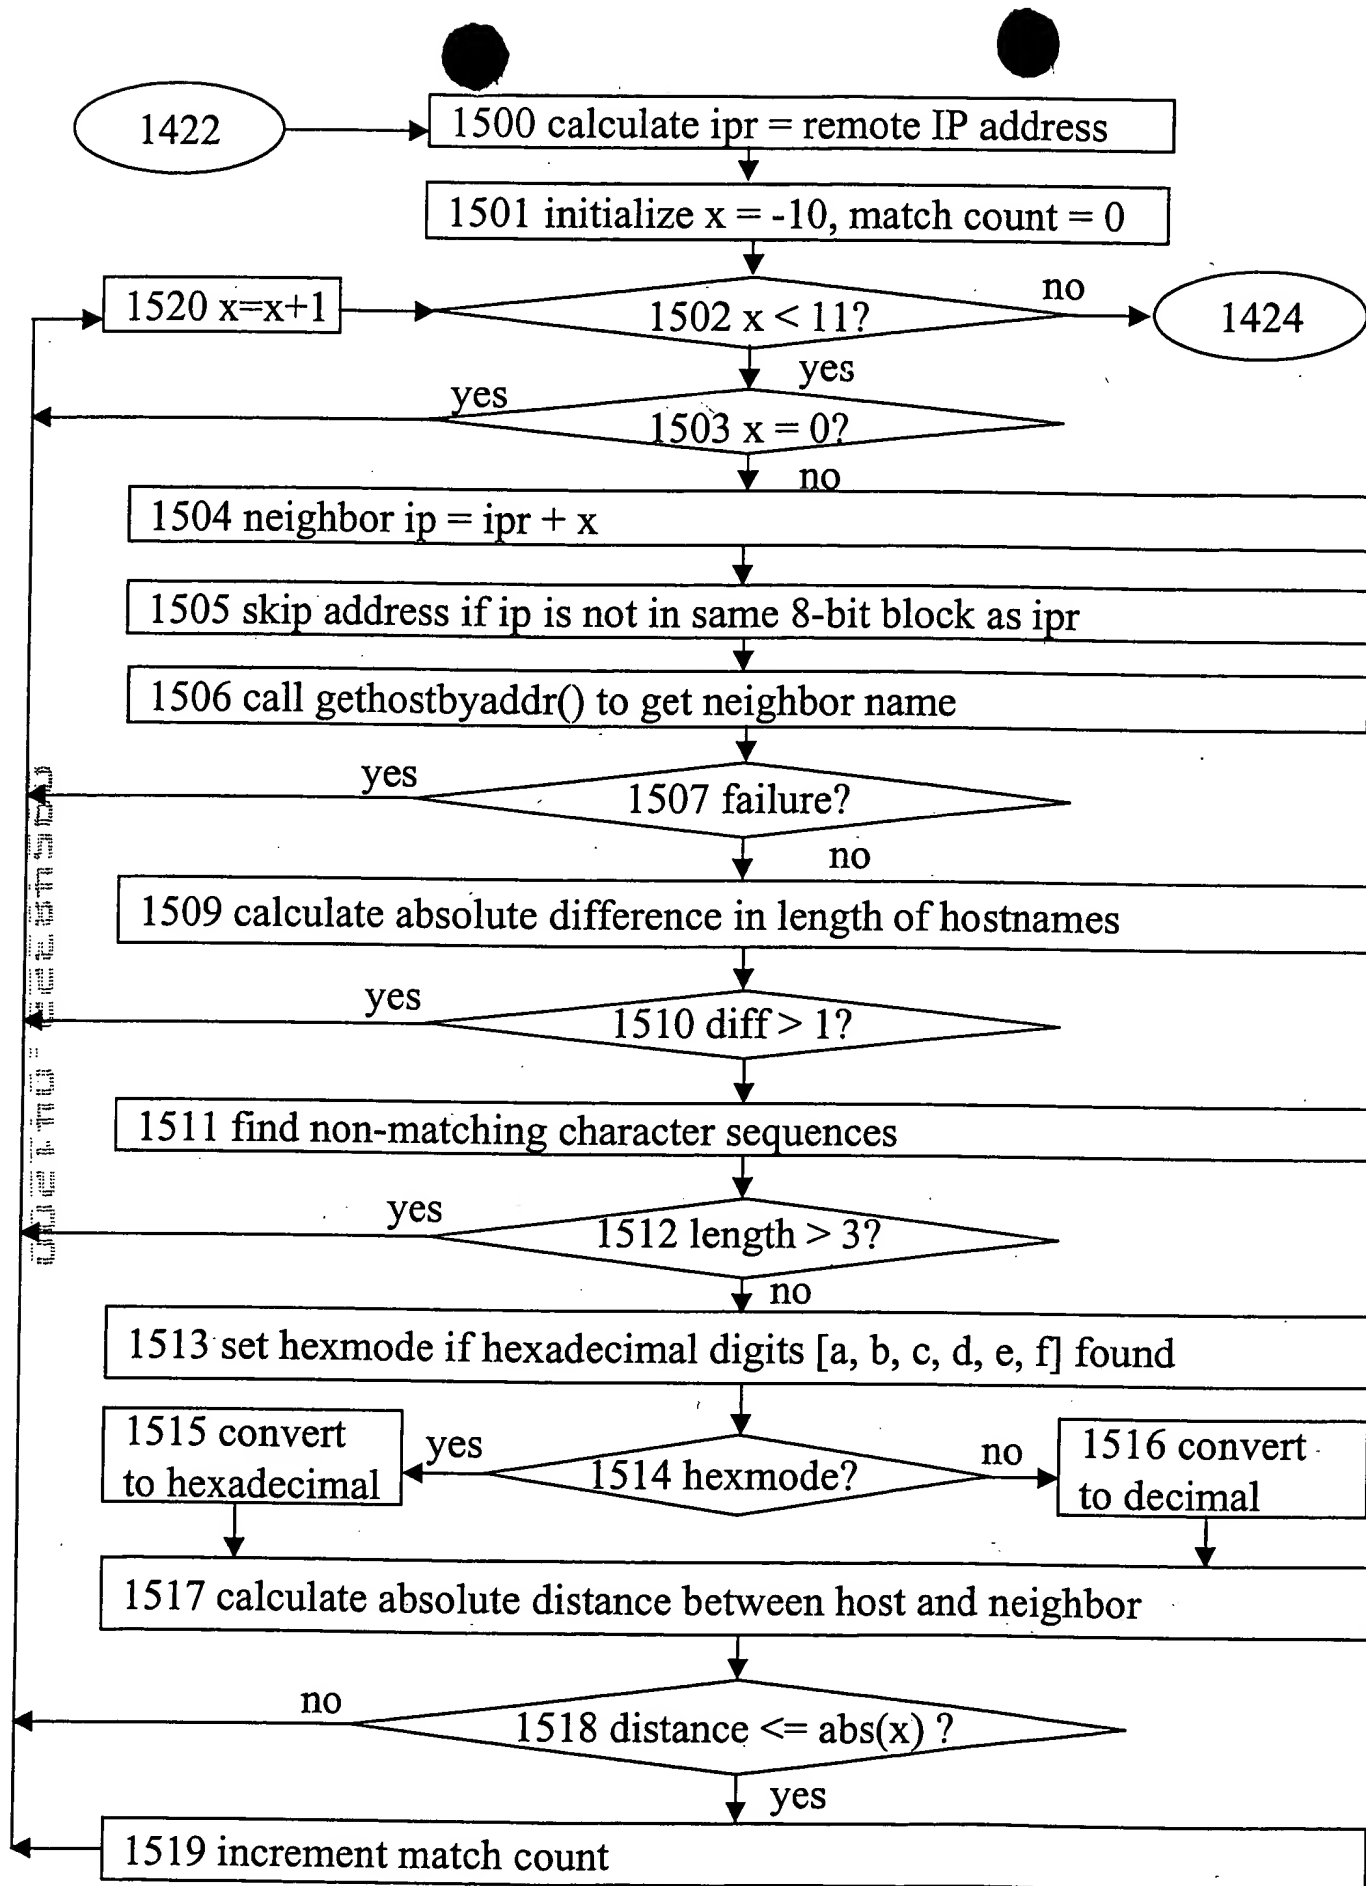 1422
1500 calculate ipr = remote IP address
1501 initialize x = -10, match count = 0
1520 x=x+1
1502 x < 11?
no
1424
yes
yes
1503 x = 0?
no
1504 neighbor ip = ipr + x
1505 skip address if ip is not in same 8-bit block as ipr
1506 call gethostbyaddr() to get neighbor name
yes
1507 failure?
no
1509 calculate absolute difference in length of hostnames
yes
1510 diff > 1?
1511 find non-matching character sequences
yes
1512 length > 3?
no
1513 set hexmode if hexadecimal digits [a, b, c, d, e, f] found
1515 convert
to hexadecimal
yes
1514 hexmode?
no
1516 convert
to decimal
1517 calculate absolute distance between host and neighbor
no
1518 distance <= abs(x) ?
yes
1519 increment match count